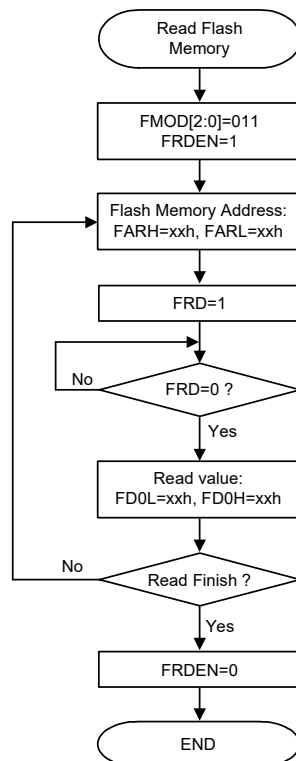 Read Flash
Memory
FMOD[2:0]=011
FRDEN=1
Flash Memory Address:
FARH=xxh, FARL=xxh
FRD=1
No
FRD=0 ?
Yes
Read value:
FD0L=xxh, FD0H=xxh
No
Read Finish ?
Yes
FRDEN=0
END